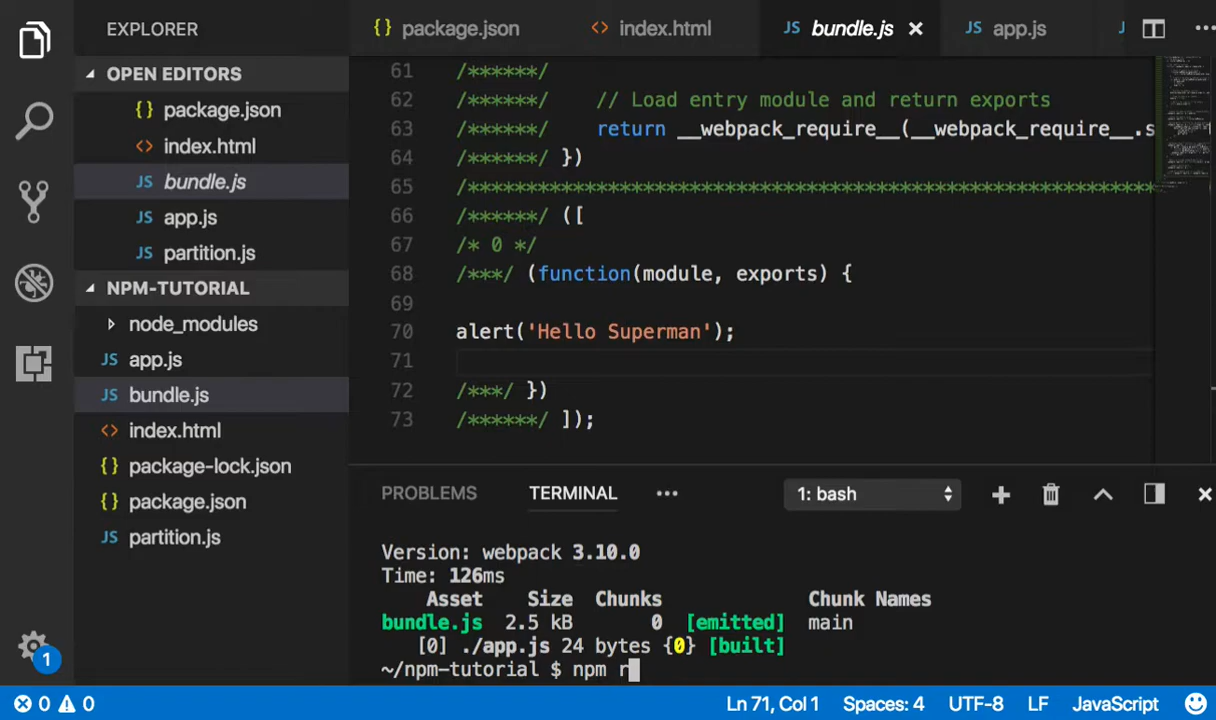 EXPLORER
OPEN EDITORS
{} package.json
<> index.html
JS bundle.js
JS app.js
JS partition.js
NPM-TUTORIAL
node_modules
JS app.js
JS bundle.js
<> index.html
{} package-lock.json
{} package.json
JS partition.js
1
{} package.json <> index.html JS bundle.js × JS app.js J ...
61 /******/
62 /******/ // Load entry module and return exports
63 /******/ return __webpack_require__(__webpack_require__.s
64 /******/ })
65 /************************************************************************
66 /******/ ([
67 /* 0 */
68 /***/ (function(module, exports) {
69
70 alert('Hello Superman');
71
72 /***/ })
73 /******/ ]);
PROBLEMS TERMINAL ... 1: bash
Version: webpack 3.10.0
Time: 126ms
Asset Size Chunks Chunk Names
bundle.js 2.5 kB 0 [emitted] main
[0] ./app.js 24 bytes {0} [built]
~/npm-tutorial $ npm r
0 0 Ln 71, Col 1 Spaces: 4 UTF-8 LF JavaScript